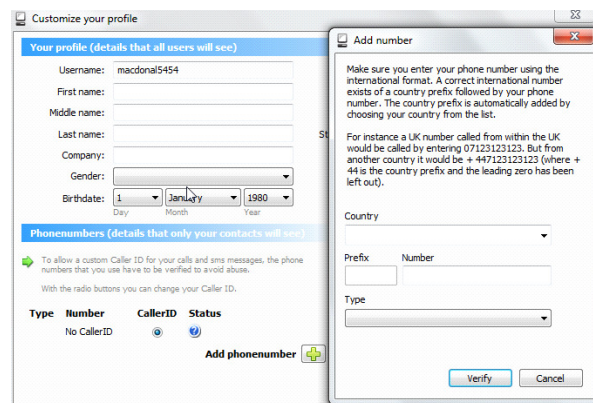 Customize your profile
Your profile (details that all users will see)
Username: macdonal5454
First name:
Middle name:
Last name:
St
Company:
Gender:
Birthdate: 1 January 1980
Day Month Year
Phonenumbers (details that only your contacts will see)
To allow a custom Caller ID for your calls and sms messages, the phone
numbers that you use have to be verified to avoid abuse.
With the radio buttons you can change your Caller ID.
Type Number CallerID Status
No CallerID
Add phonenumber
Add number
Make sure you enter your phone number using the
international format. A correct international number
exists of a country prefix followed by your phone
number. The country prefix is automatically added by
choosing your country from the list.
For instance a UK number called from within the UK
would be called by entering 07123123123. But from
another country it would be + 447123123123 (where +
44 is the country prefix and the leading zero has been
left out).
Country
Prefix Number
Type
Verify Cancel